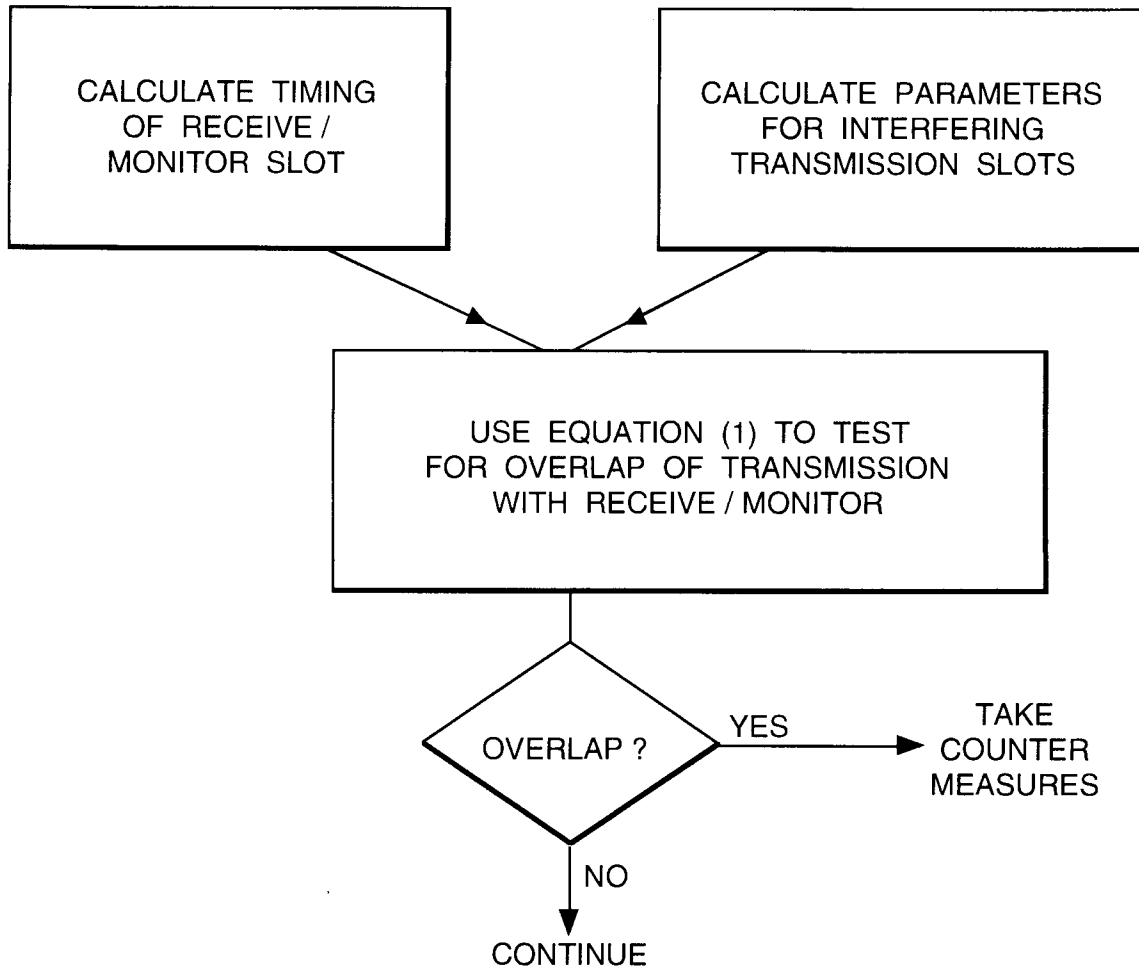 CALCULATE TIMING
OF RECEIVE /
MONITOR SLOT
CALCULATE PARAMETERS
FOR INTERFERING
TRANSMISSION SLOTS
USE EQUATION (1) TO TEST
FOR OVERLAP OF TRANSMISSION
WITH RECEIVE / MONITOR
OVERLAP ?
YES
TAKE
COUNTER
MEASURES
NO
CONTINUE